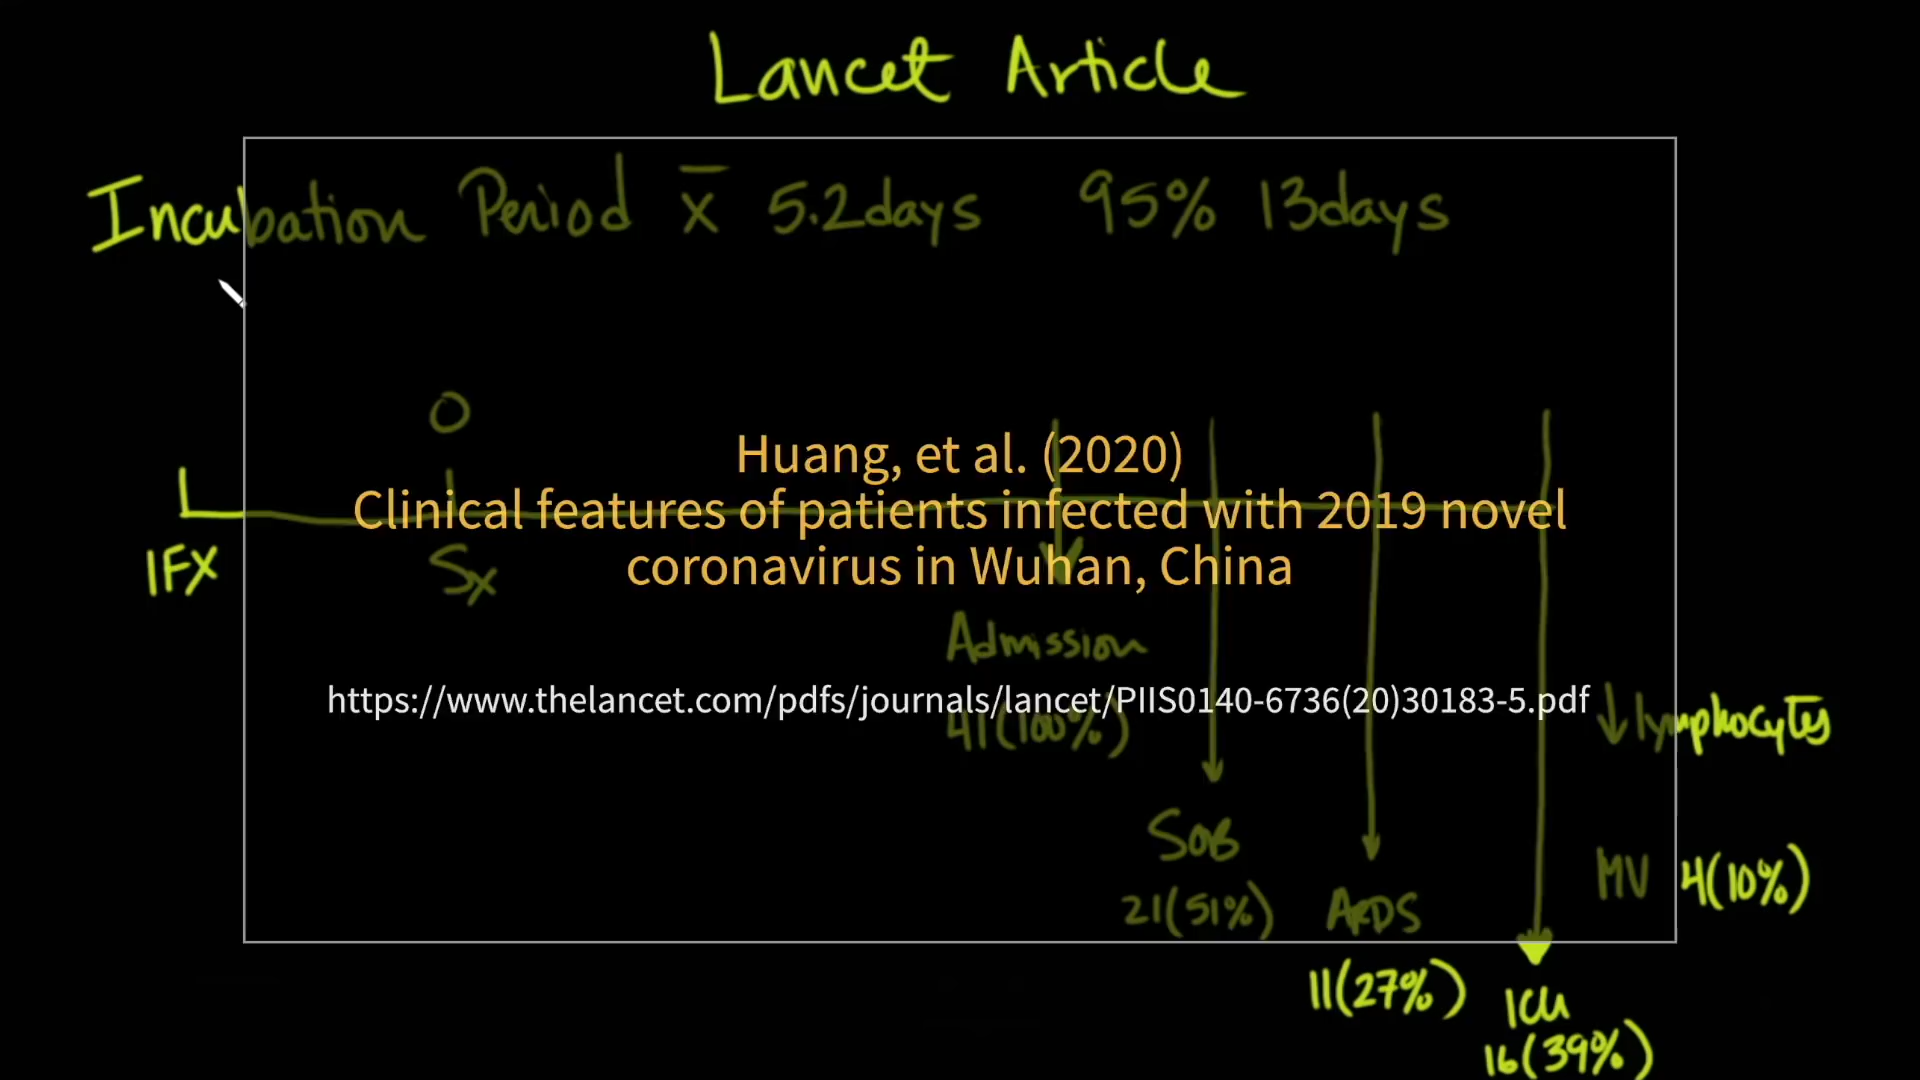 Lancet Article
Incubation Period x̄ 5.2days 95% 13days
O
Huang, et al. (2020)
Clinical features of patients infected with 2019 novel
coronavirus in Wuhan, China
IFX
Sx
Admission
https://www.thelancet.com/pdfs/journals/lancet/PIIS0140-6736(20)30183-5.pdf
41(100%)
↓lymphocytes
SOB
21(51%)
ARDS
MV 4(10%)
11(27%)
ICU
16(39%)